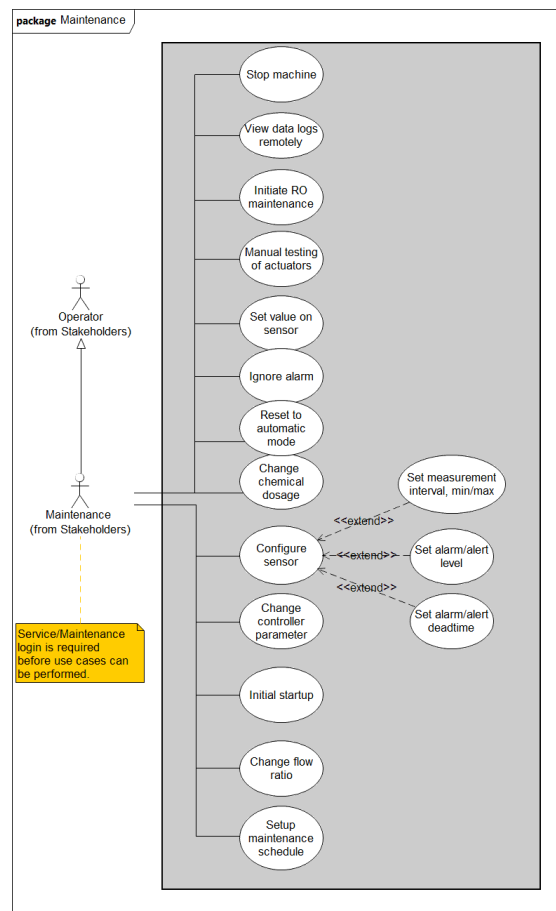 package Maintenance
Stop machine
View data logs
remotely
Initiate RO
maintenance
Manual testing
of actuators
Operator
(from Stakeholders)
Set value on
sensor
Ignore alarm
Reset to
automatic
mode
Change
chemical
dosage
Set measurement
interval, min/max
Maintenance
(from Stakeholders)
<<extend>>
Configure
sensor
<<extend>>
Set alarm/alert
level
<<extend>>
Set alarm/alert
deadtime
Change
controller
parameter
Service/Maintenance
login is required
before use cases can
be performed.
Initial startup
Change flow
ratio
Setup
maintenance
schedule